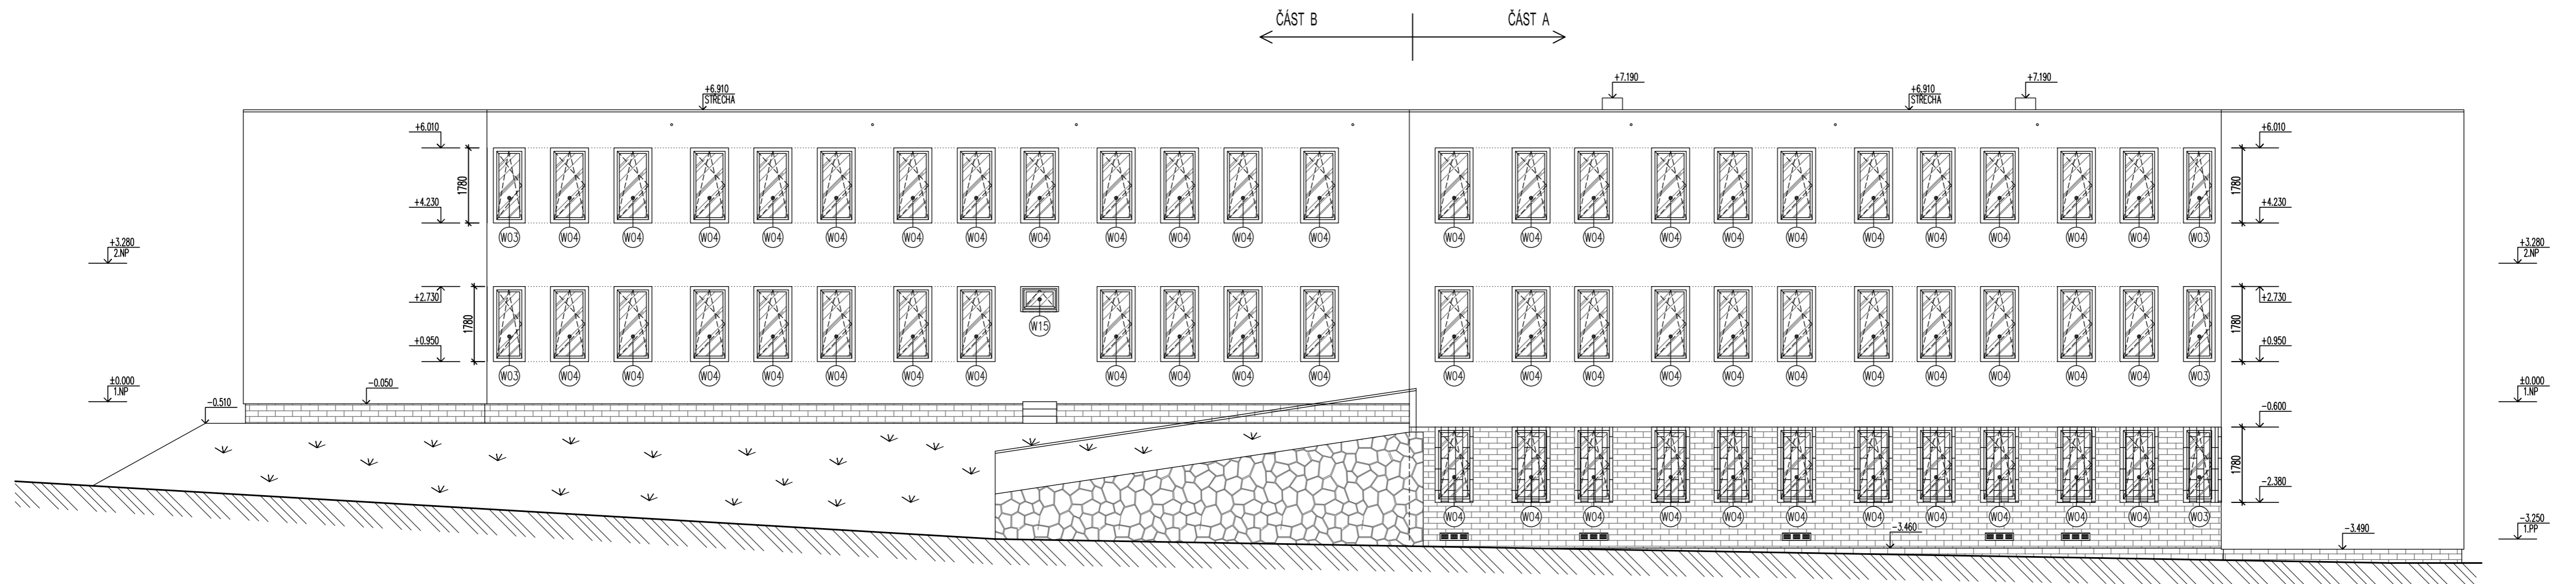 ČÁST B ČÁST A
+7.190 +7.190
+6.910 +6.910
STŘECHA STŘECHA
+6.010 +6.010
1780 1780
+4.230 +4.230
W03 W04 W04 W04 W04 W04 W04 W04 W04 W04 W04 W04 W04 W04 W04 W04 W04 W04 W04 W04 W04 W04 W04 W04 W03
+3.280 +3.280
2.NP 2.NP
+2.730 +2.730
1780 W15 1780
+0.950 +0.950
W03 W04 W04 W04 W04 W04 W04 W04 W04 W04 W04 W04 W04 W04 W04 W04 W04 W04 W04 W04 W04 W04 W04 W03
±0.000 -0.050 ±0.000
1.NP 1.NP
-0.510 -0.600
1780
-2.380
W04 W04 W04 W04 W04 W04 W04 W04 W04 W04 W04 W03
-3.460 -3.490 -3.250
1.PP